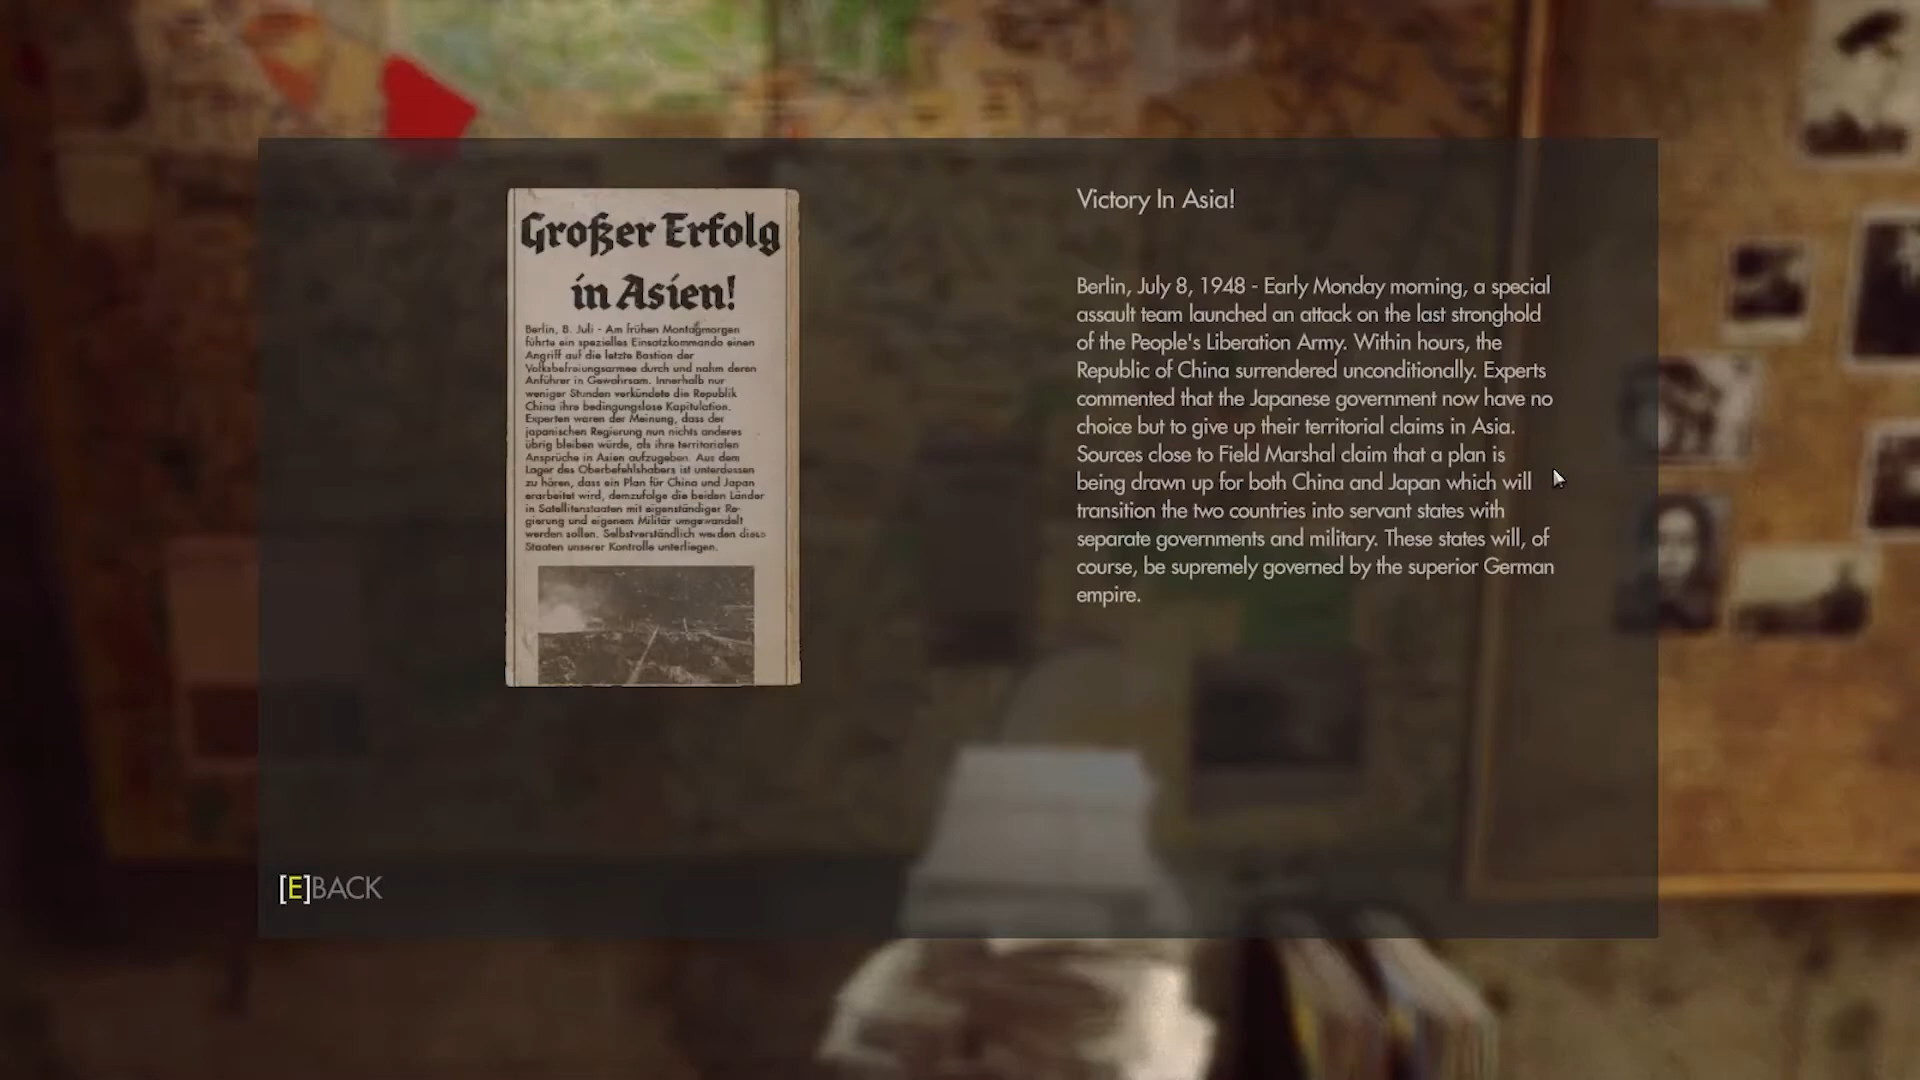 Großer Erfolg
in Asien!
Berlin, 8. Juli - Am frühen Montagmorgen
führte ein spezielles Einsatzkommando einen
Angriff auf die letzte Bastion der
Volksbefreiungsarmee durch und nahm deren
Anführer in Gewahrsam. Innerhalb nur
weniger Stunden verkündete die Republik
China ihre bedingungslose Kapitulation.
Experten waren der Meinung, dass der
japanischen Regierung nun nichts anderes
übrig bleiben würde, als ihre territorialen
Ansprüche in Asien aufzugeben. Aus dem
Lager des Oberbefehlshabers ist unterdessen
zu hören, dass ein Plan für China und Japan
erarbeitet wird, demzufolge die beiden Länder
in Satellitenstaaten mit eigenständiger Re-
gierung und eigenem Militär umgewandelt
werden sollen. Selbstverständlich werden diese
Staaten unserer Kontrolle unterliegen.
Victory In Asia!
Berlin, July 8, 1948 - Early Monday morning, a special
assault team launched an attack on the last stronghold
of the People's Liberation Army. Within hours, the
Republic of China surrendered unconditionally. Experts
commented that the Japanese government now have no
choice but to give up their territorial claims in Asia.
Sources close to Field Marshal claim that a plan is
being drawn up for both China and Japan which will
transition the two countries into servant states with
separate governments and military. These states will, of
course, be supremely governed by the superior German
empire.
[E]BACK